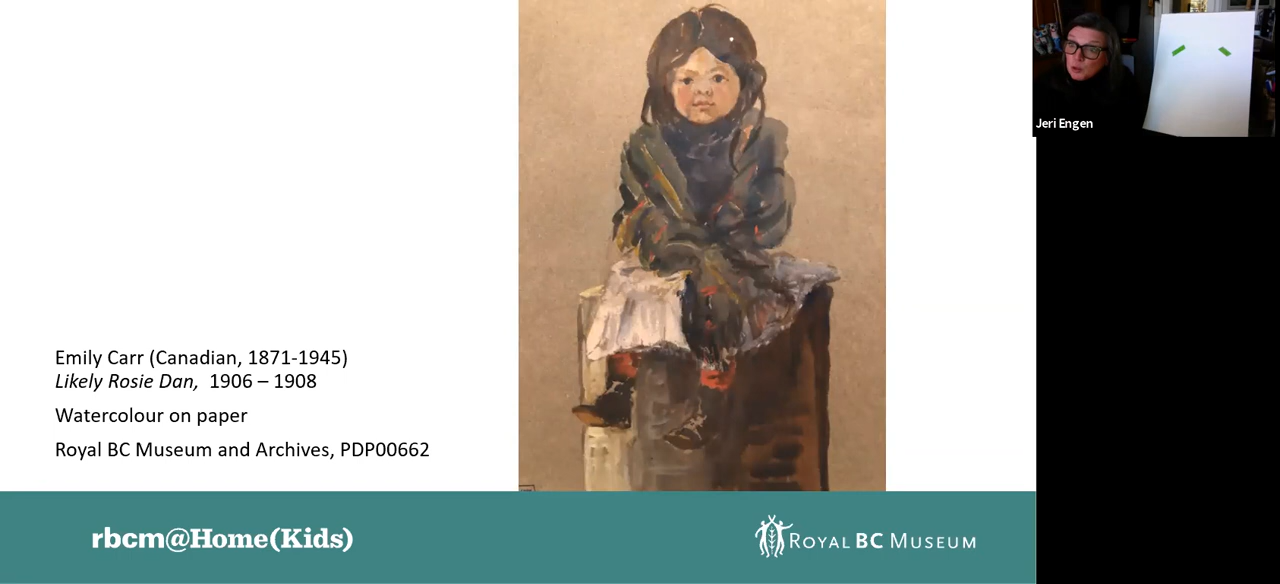 Jeri Engen
Emily Carr (Canadian, 1871-1945)
Likely Rosie Dan, 1906 – 1908
Watercolour on paper
Royal BC Museum and Archives, PDP00662
rbcm@Home(Kids)
ROYAL BC MUSEUM